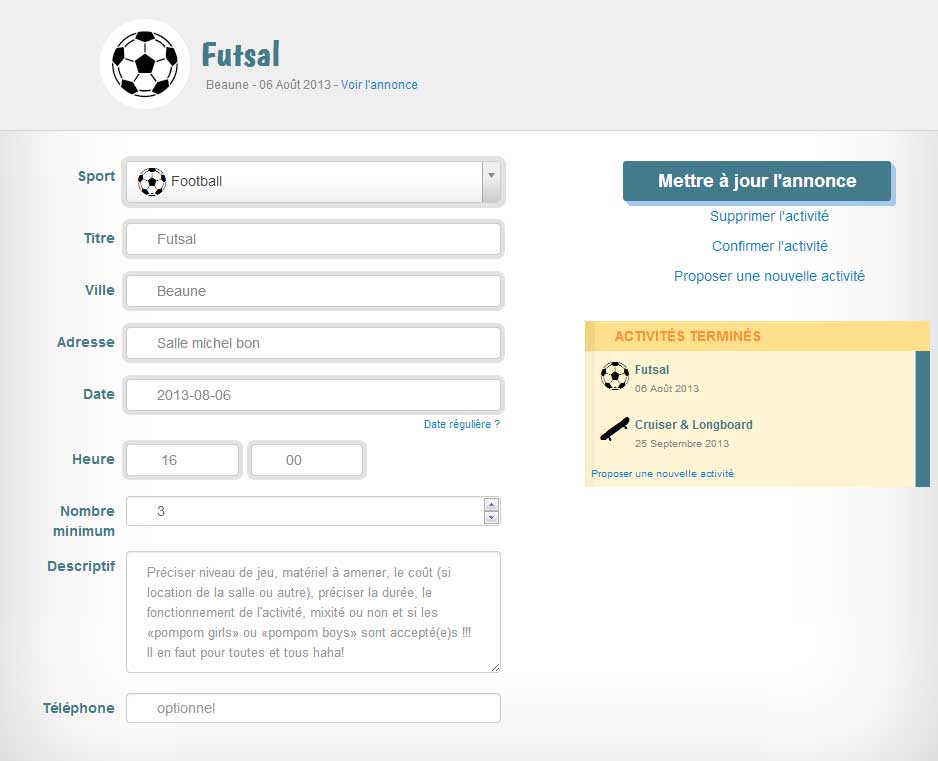 Futsal
Beaune - 06 Août 2013 - Voir l'annonce
Sport
Football
Titre
Futsal
Ville
Beaune
Adresse
Salle michel bon
Date
2013-08-06
Date régulière ?
Heure
16
00
Nombre
minimum
3
Descriptif
Préciser niveau de jeu, matériel à amener, le coût (si
location de la salle ou autre), préciser la durée, le
fonctionnement de l'activité, mixité ou non et si les
«pompom girls» ou «pompom boys» sont accepté(e)s !!!
Il en faut pour toutes et tous haha!
Téléphone
optionnel
Mettre à jour l'annonce
Supprimer l'activité
Confirmer l'activité
Proposer une nouvelle activité
ACTIVITÉS TERMINÉS
Futsal
06 Août 2013
Cruiser & Longboard
25 Septembre 2013
Proposer une nouvelle activité